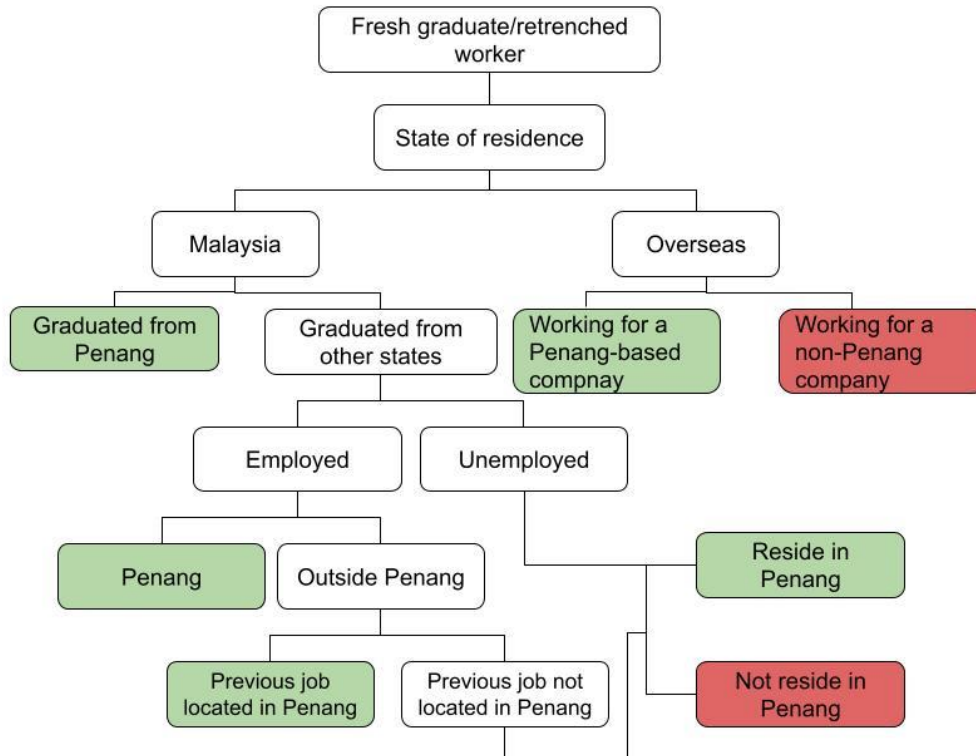 Fresh graduate/retrenched
worker
State of residence
Malaysia
Overseas
Graduated from
Penang
Graduated from
other states
Working for a
Penang-based
compnay
Working for a
non-Penang
company
Employed
Unemployed
Penang
Outside Penang
Reside in
Penang
Previous job
located in Penang
Previous job not
located in Penang
Not reside in
Penang